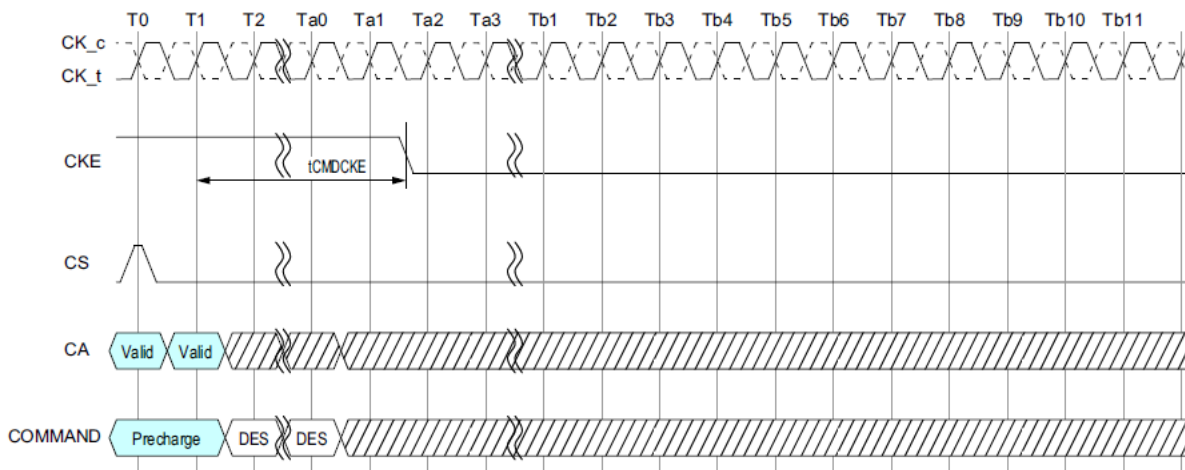 T0 T1 T2 Ta0 Ta1 Ta2 Ta3 Tb1 Tb2 Tb3 Tb4 Tb5 Tb6 Tb7 Tb8 Tb9 Tb10 Tb11
CK_c
CK_t
CKE
tCMDCKE
CS
CA Valid Valid
COMMAND Precharge DES DES